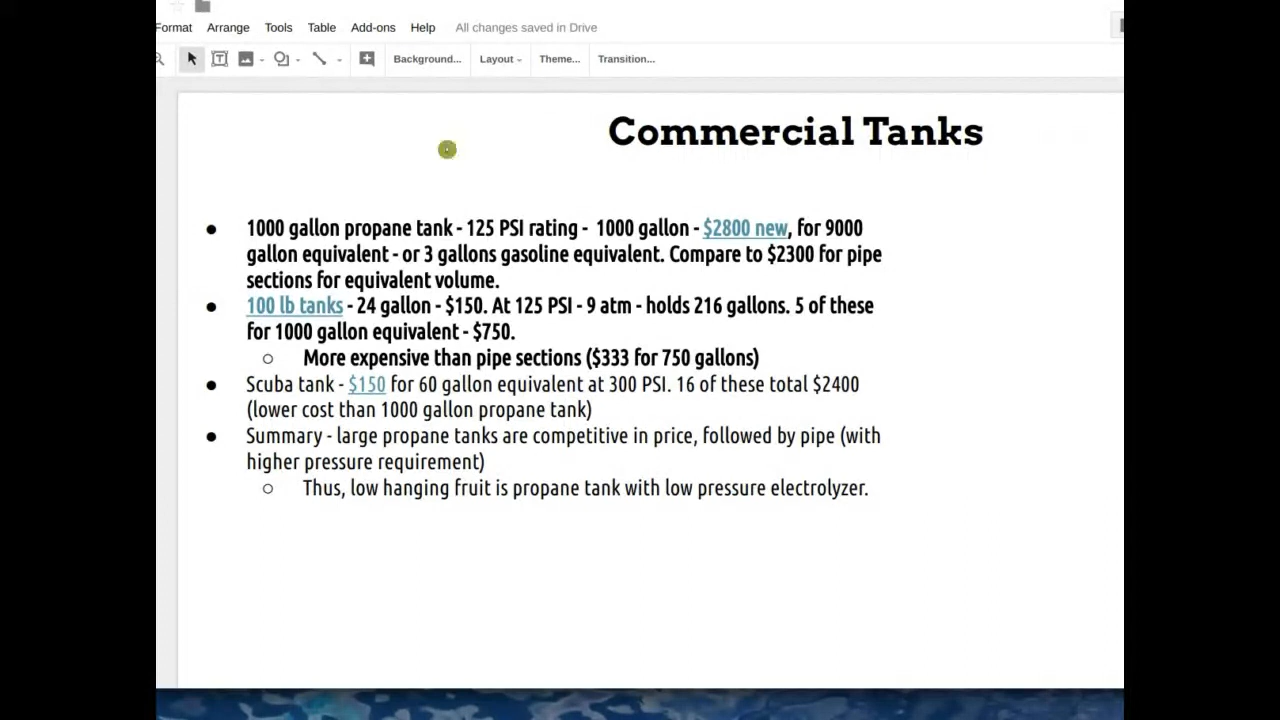 Format Arrange Tools Table Add-ons Help All changes saved in Drive
Background... Layout Theme... Transition...
Commercial Tanks
● 1000 gallon propane tank - 125 PSI rating - 1000 gallon - $2800 new, for 9000
gallon equivalent - or 3 gallons gasoline equivalent. Compare to $2300 for pipe
sections for equivalent volume.
● 100 lb tanks - 24 gallon - $150. At 125 PSI - 9 atm - holds 216 gallons. 5 of these
for 1000 gallon equivalent - $750.
○ More expensive than pipe sections ($333 for 750 gallons)
● Scuba tank - $150 for 60 gallon equivalent at 300 PSI. 16 of these total $2400
(lower cost than 1000 gallon propane tank)
● Summary - large propane tanks are competitive in price, followed by pipe (with
higher pressure requirement)
○ Thus, low hanging fruit is propane tank with low pressure electrolyzer.